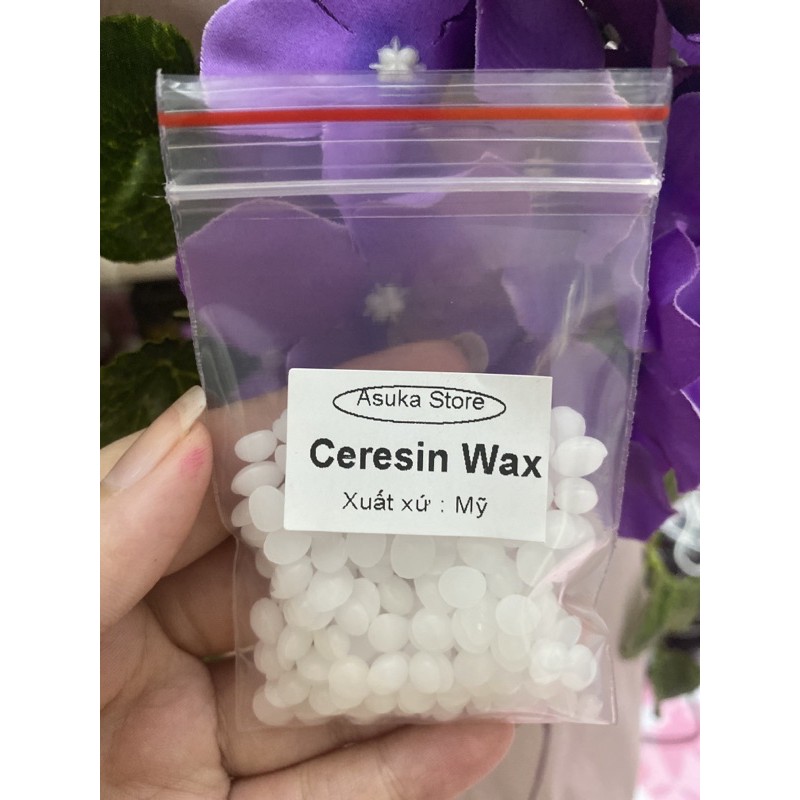 Asuka Store
Ceresin Wax
Xuất xứ : Mỹ